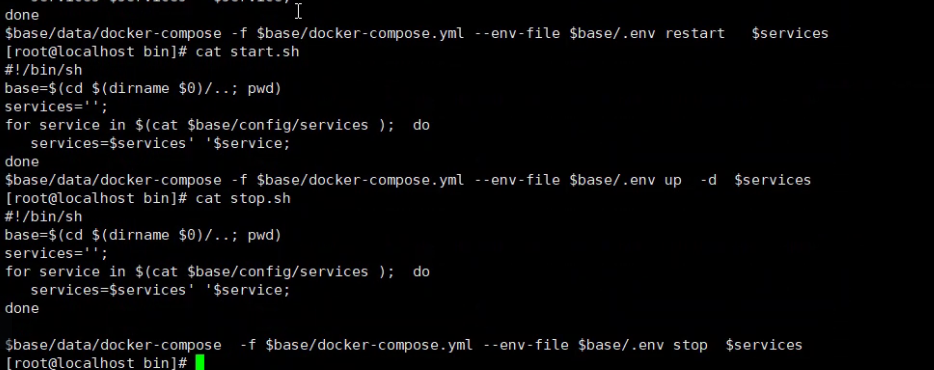 done
$base/data/docker-compose -f $base/docker-compose.yml --env-file $base/.env restart   $services
[root@localhost bin]# cat start.sh
#!/bin/sh
base=$(cd $(dirname $0)/..; pwd)
services='';
for service in $(cat $base/config/services );  do
   services=$services' '$service;
done
$base/data/docker-compose -f $base/docker-compose.yml --env-file $base/.env up  -d  $services
[root@localhost bin]# cat stop.sh
#!/bin/sh
base=$(cd $(dirname $0)/..; pwd)
services='';
for service in $(cat $base/config/services );  do
   services=$services' '$service;
done

$base/data/docker-compose  -f $base/docker-compose.yml --env-file $base/.env stop  $services
[root@localhost bin]#